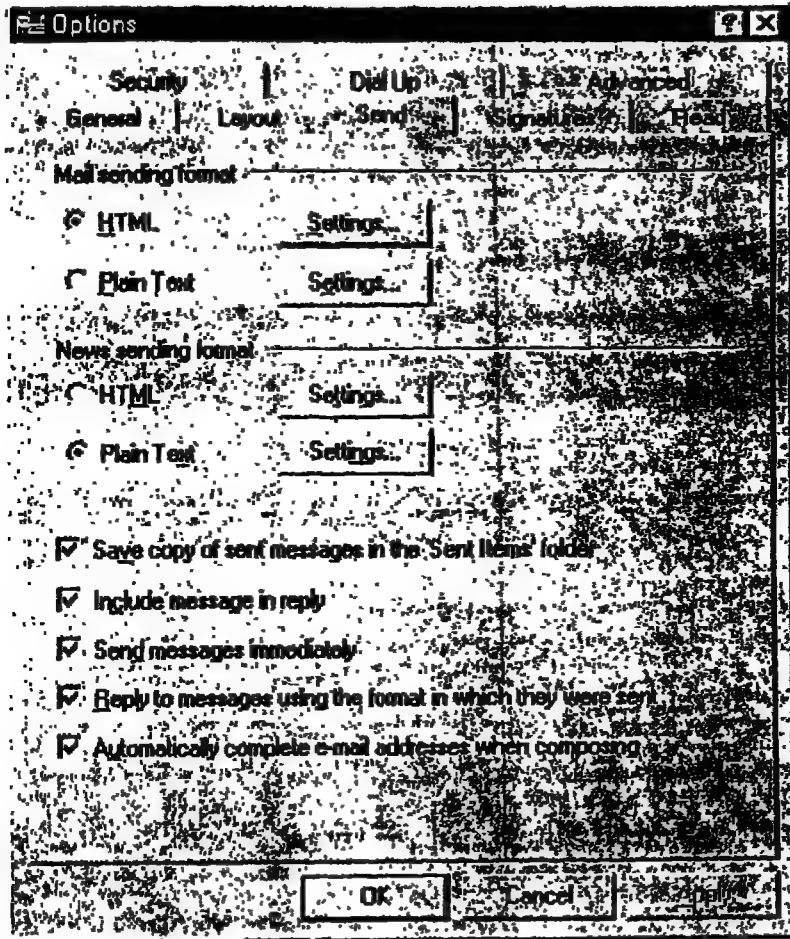 Options
Security Dial Up Advanced
General Layout Send Signatures Read
Mail sending format
HTML Settings...
Plain Text Settings...
News sending format
HTML Settings...
Plain Text Settings...
Save copy of sent messages in the 'Sent Items' folder
Include message in reply
Send messages immediately
Reply to messages using the format in which they were sent
Automatically complete e-mail addresses when composing
OK Cancel